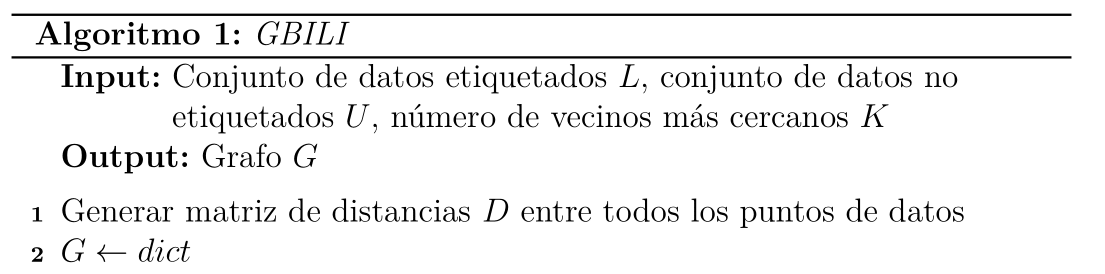 Algoritmo 1: GBILI
Input: Conjunto de datos etiquetados L, conjunto de datos no
etiquetados U, número de vecinos más cercanos K
Output: Grafo G
1 Generar matriz de distancias D entre todos los puntos de datos
2 G ← dict